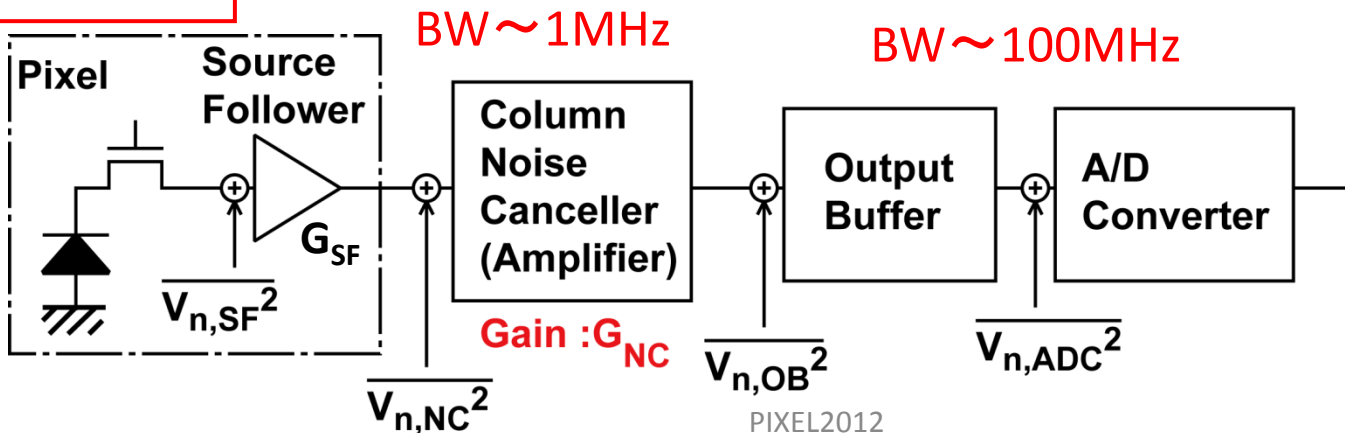 BW~1MHz
BW~100MHz
Pixel
Source
Follower
G_SF
V_n,SF^2
Column
Noise
Canceller
(Amplifier)
Gain :G_NC
V_n,NC^2
Output
Buffer
V_n,OB^2
A/D
Converter
V_n,ADC^2
PIXEL2012